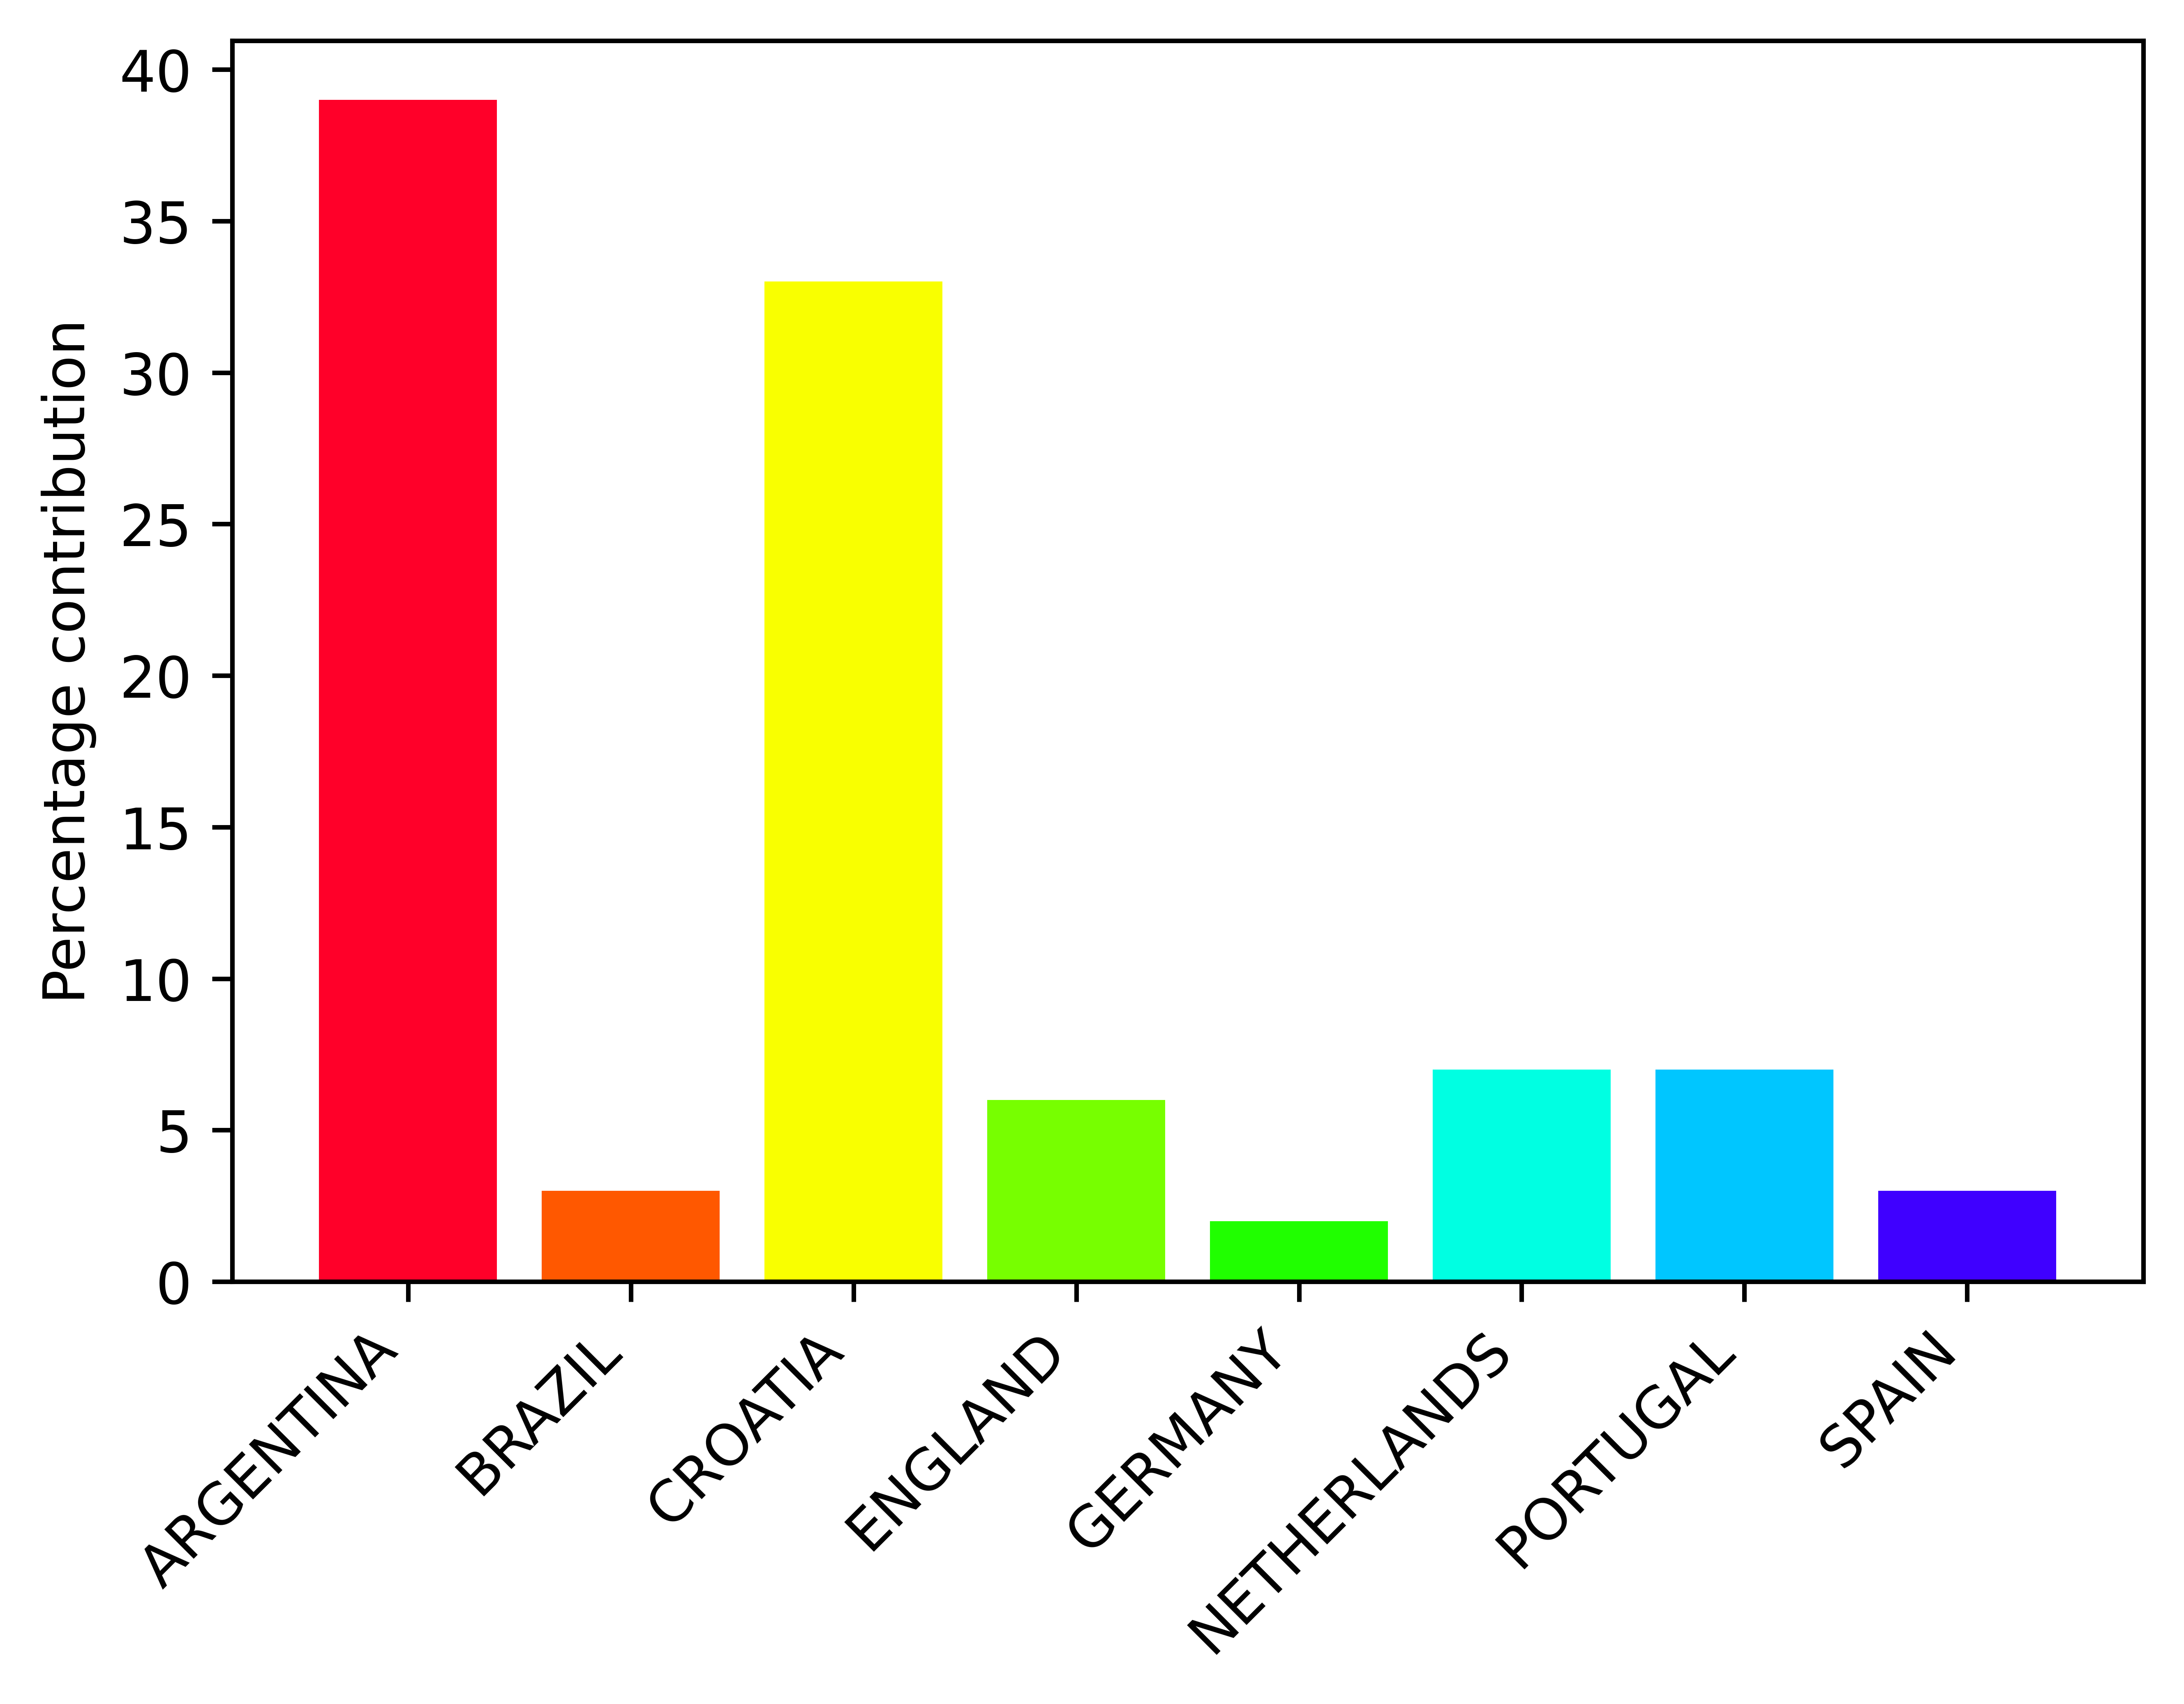 Percentage contribution
40
35
30
25
20
15
10
5
0
ARGENTINA
BRAZIL
CROATIA
ENGLAND
GERMANY
NETHERLANDS
PORTUGAL
SPAIN